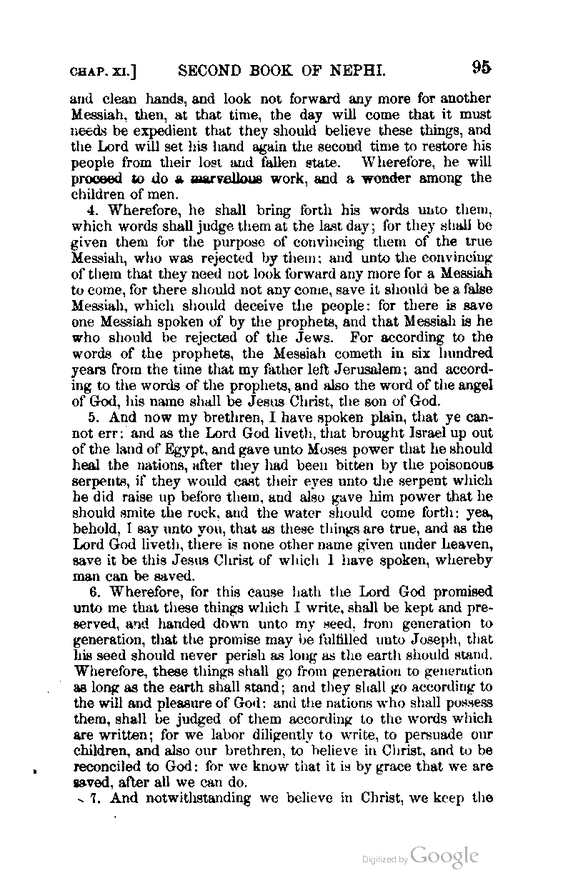 CHAP. XI.] SECOND BOOK OF NEPHI. 95
and clean hands, and look not forward any more for another
Messiah, then, at that time, the day will come that it must
needs be expedient that they should believe these things, and
the Lord will set his hand again the second time to restore his
people from their lost and fallen state. Wherefore, he will
proceed to do a marvellous work, and a wonder among the
children of men.
4. Wherefore, he shall bring forth his words unto them,
which words shall judge them at the last day; for they shall be
given them for the purpose of convincing them of the true
Messiah, who was rejected by them; and unto the convincing
of them that they need not look forward any more for a Messiah
to come, for there should not any come, save it should be a false
Messiah, which should deceive the people: for there is save
one Messiah spoken of by the prophets, and that Messiah is he
who should be rejected of the Jews. For according to the
words of the prophets, the Messiah cometh in six hundred
years from the time that my father left Jerusalem; and accord-
ing to the words of the prophets, and also the word of the angel
of God, his name shall be Jesus Christ, the son of God.
5. And now my brethren, I have spoken plain, that ye can-
not err: and as the Lord God liveth, that brought Israel up out
of the land of Egypt, and gave unto Moses power that he should
heal the nations, after they had been bitten by the poisonous
serpents, if they would cast their eyes unto the serpent which
he did raise up before them, and also gave him power that he
should smite the rock, and the water should come forth: yea,
behold, I say unto you, that as these things are true, and as the
Lord God liveth, there is none other name given under heaven,
save it be this Jesus Christ of which I have spoken, whereby
man can be saved.
6. Wherefore, for this cause hath the Lord God promised
unto me that these things which I write, shall be kept and pre-
served, and handed down unto my seed, from generation to
generation, that the promise may be fulfilled unto Joseph, that
his seed should never perish as long as the earth should stand.
Wherefore, these things shall go from generation to generation
as long as the earth shall stand; and they shall go according to
the will and pleasure of God: and the nations who shall possess
them, shall be judged of them according to the words which
are written; for we labor diligently to write, to persuade our
children, and also our brethren, to believe in Christ, and to be
reconciled to God: for we know that it is by grace that we are
saved, after all we can do.
7. And notwithstanding we believe in Christ, we keep the
Digitized by Google